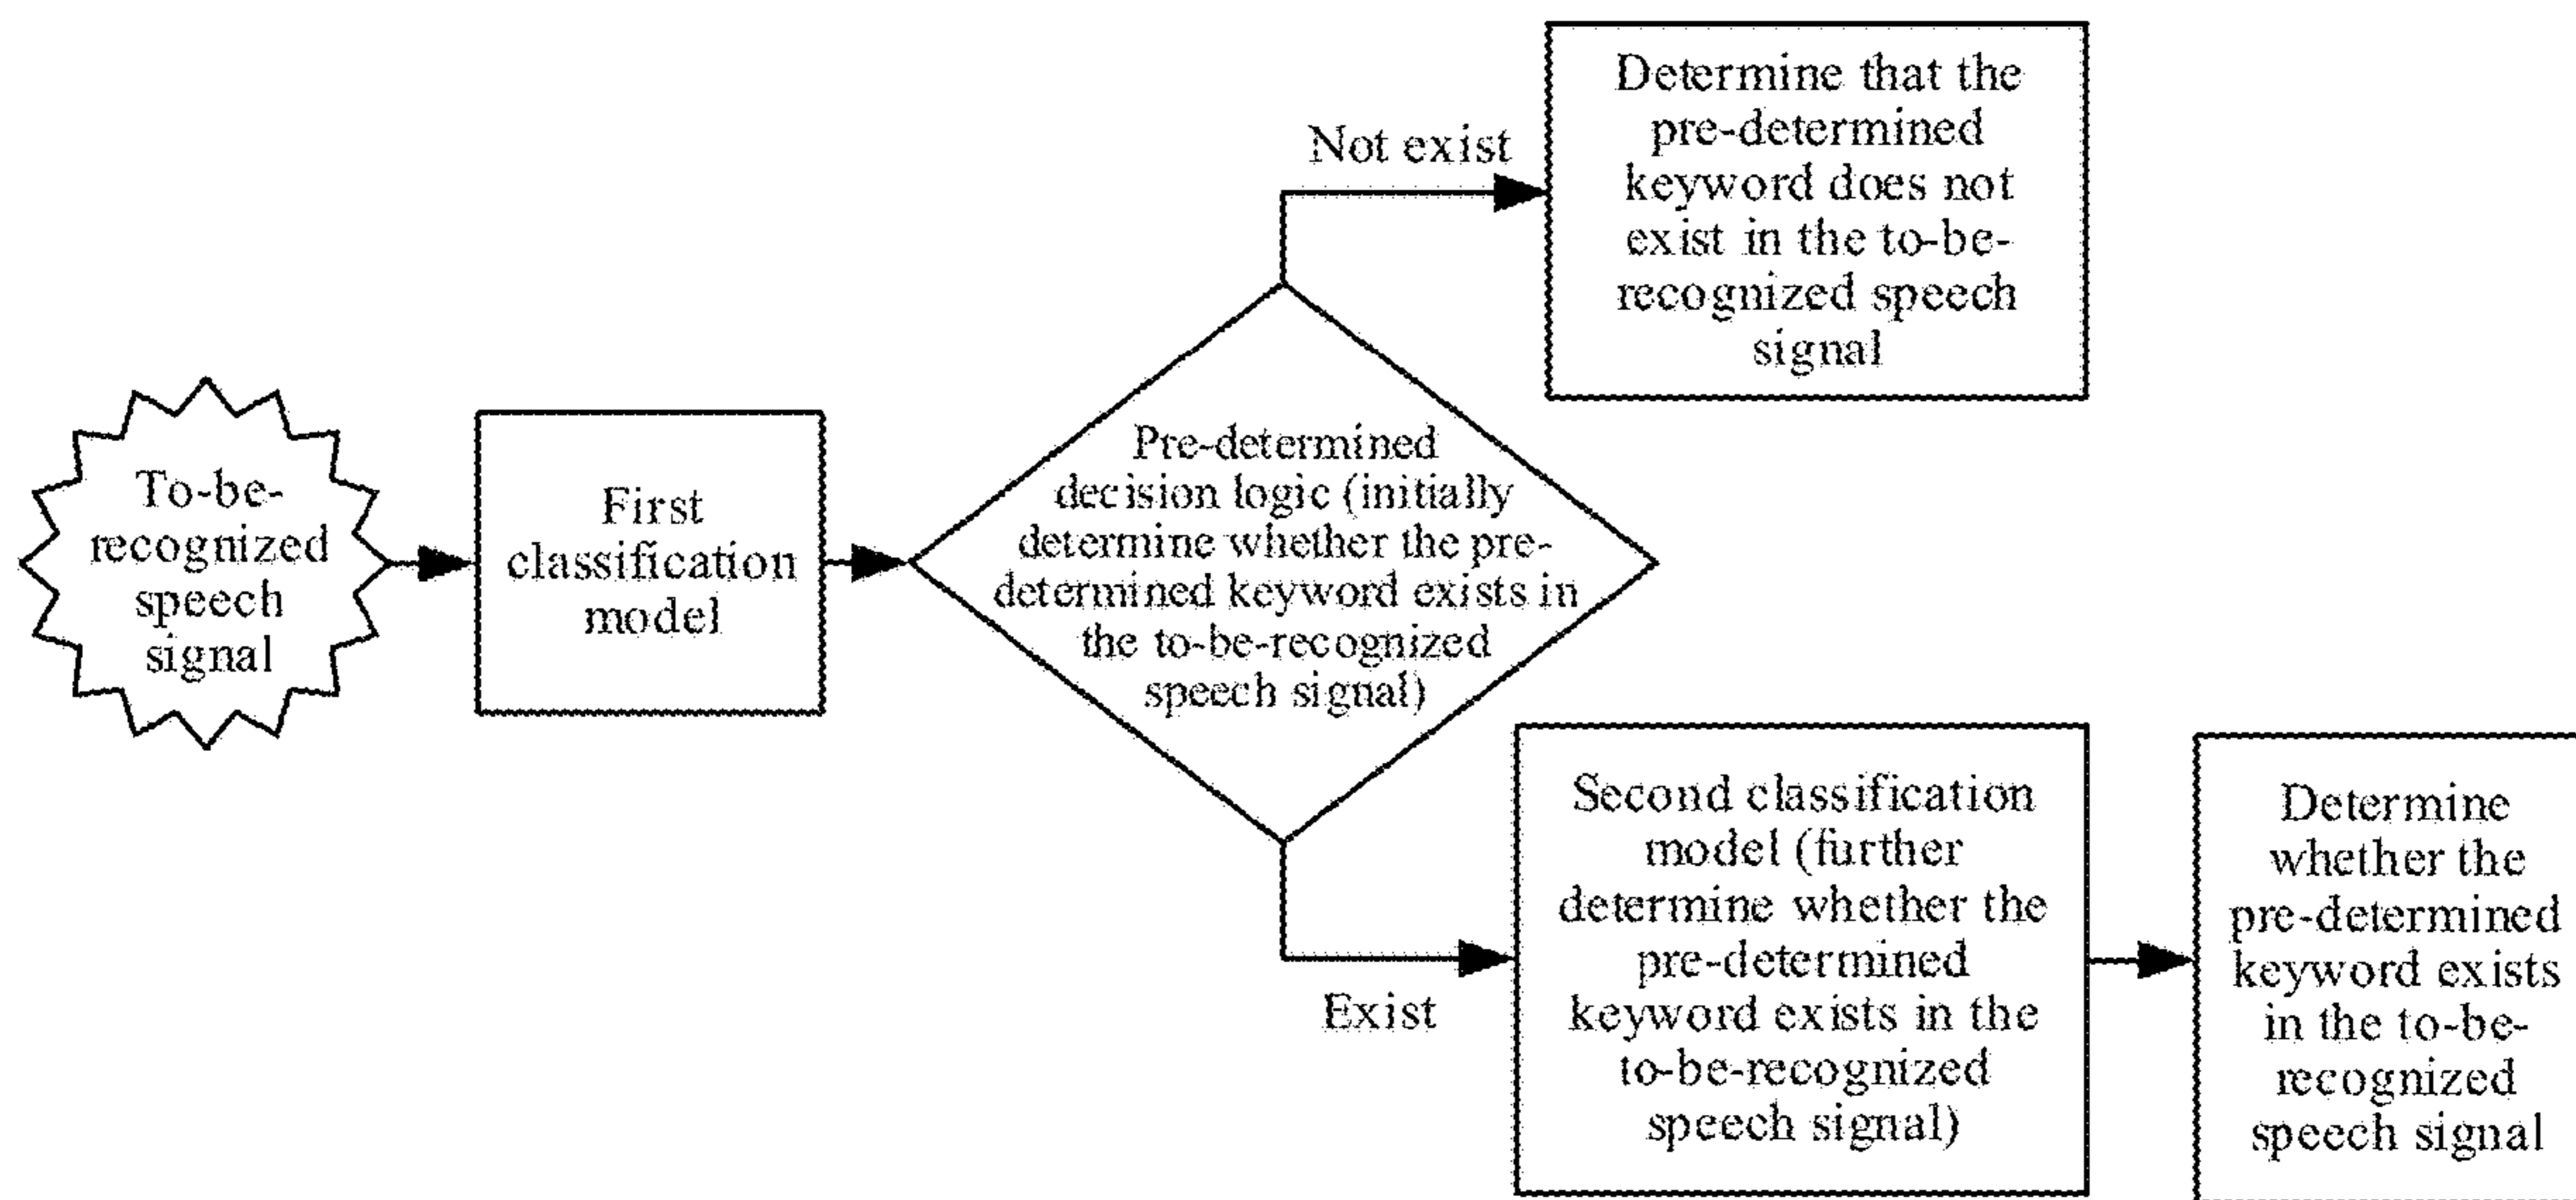 To-be-
recognized
speech
signal
First
classification
model
Pre-determined
decision logic (initially
determine whether the pre-
determined keyword exists in
the to-be-recognized
speech signal)
Not exist
Determine that the
pre-determined
keyword does not
exist in the to-be-
recognized speech
signal
Exist
Second classification
model (further
determine whether the
pre-determined
keyword exists in the
to-be-recognized
speech signal)
Determine
whether the
pre-determined
keyword exists
in the to-be-
recognized
speech signal